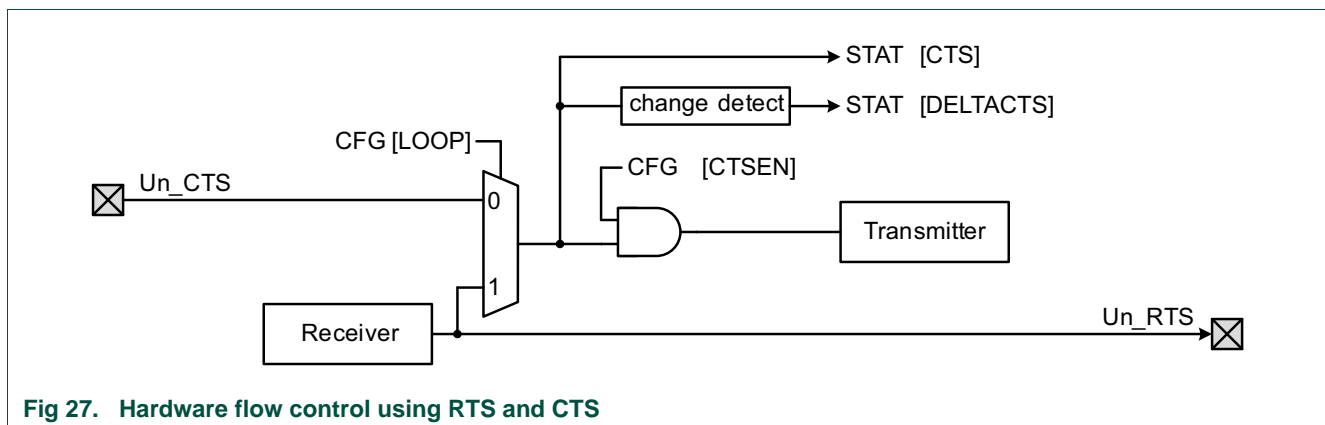 STAT [CTS]
change detect
STAT [DELTACTS]
CFG [LOOP]
CFG [CTSEN]
Un_CTS
0
Transmitter
1
Un_RTS
Receiver
Fig 27. Hardware flow control using RTS and CTS